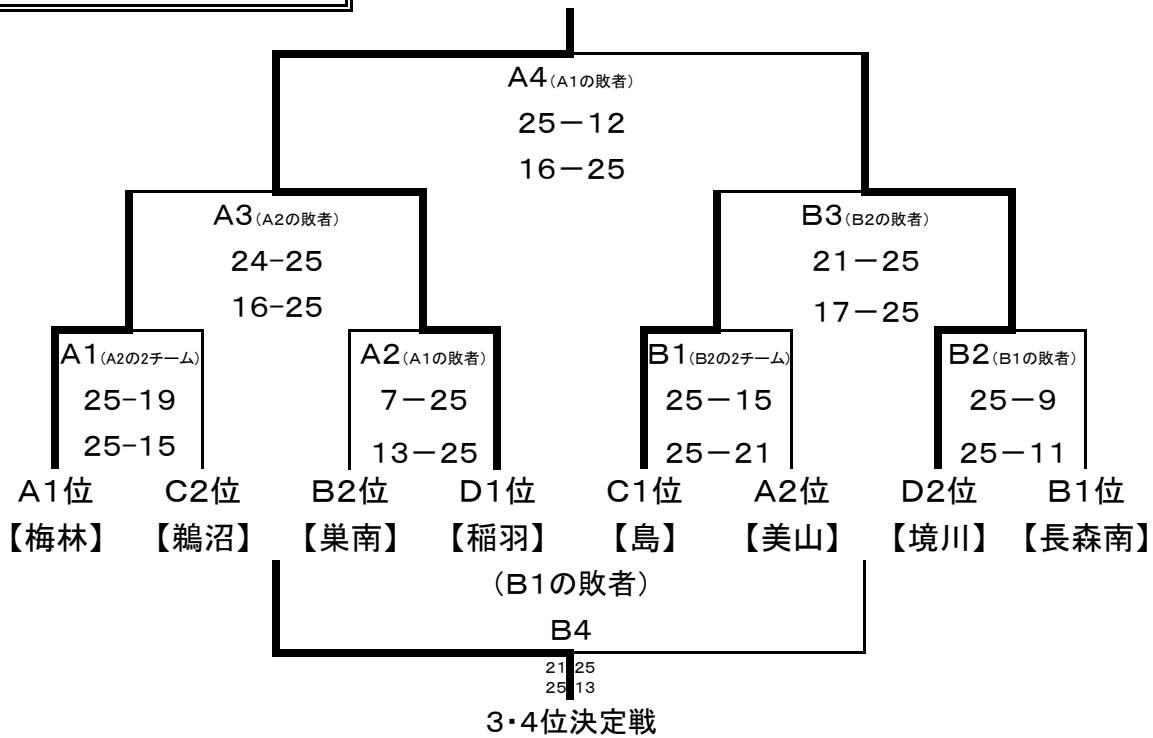 A4(A1の敗者)
25－12
16－25
A3(A2の敗者)
24-25
16-25
B3(B2の敗者)
21－25
17－25
A1(A2の2チーム)
25-19
25-15
A2(A1の敗者)
7－25
13－25
B1(B2の2チーム)
25－15
25－21
B2(B1の敗者)
25－9
25－11
A1位 C2位 B2位 D1位 C1位 A2位 D2位 B1位
【梅林】 【鵜沼】 【巣南】 【稲羽】 【島】 【美山】 【境川】 【長森南】
(B1の敗者)
B4
21 25
25 13
3・4位決定戦